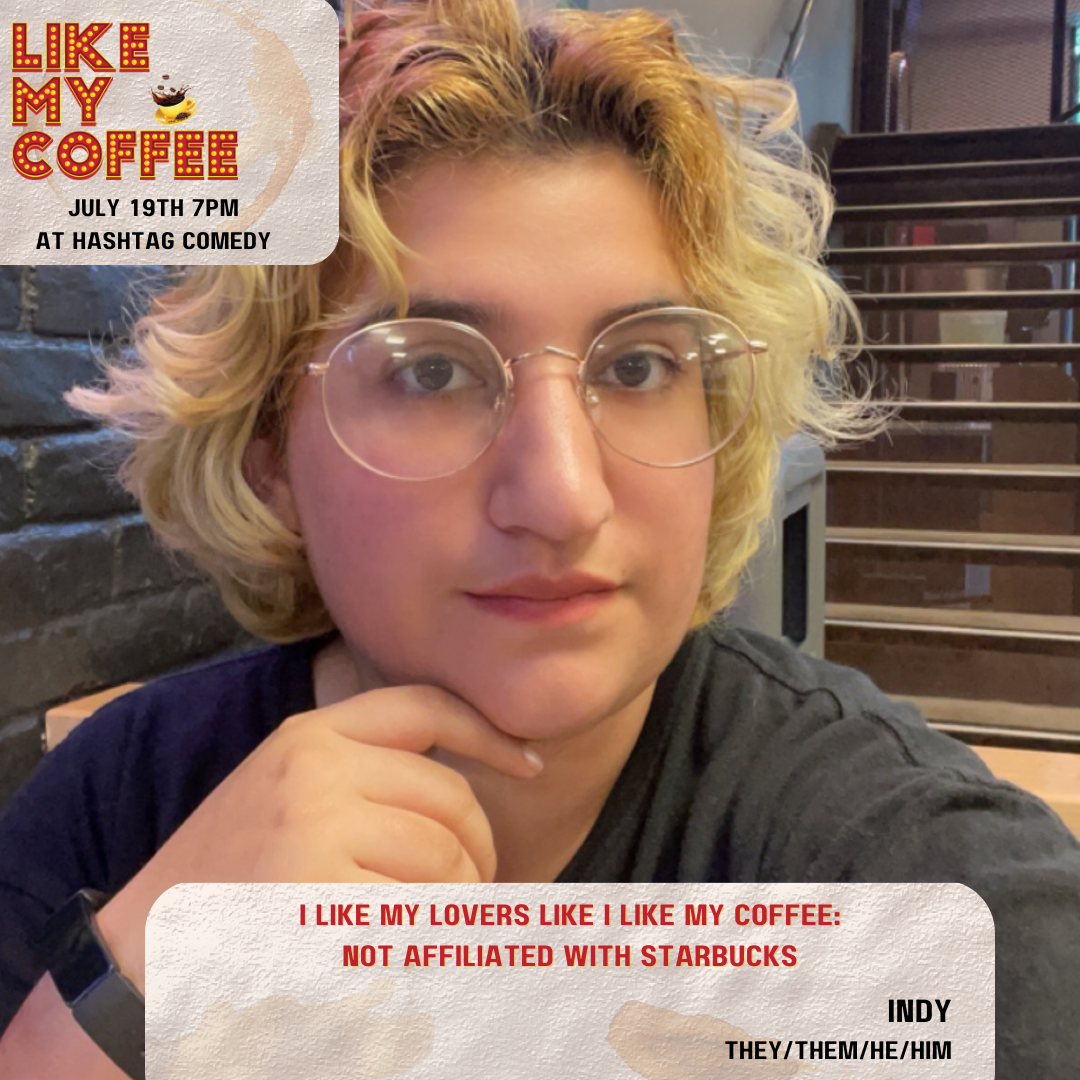 LIKE
MY
COFFEE
JULY 19TH 7PM
AT HASHTAG COMEDY
I LIKE MY LOVERS LIKE I LIKE MY COFFEE:
NOT AFFILIATED WITH STARBUCKS
INDY
THEY/THEM/HE/HIM